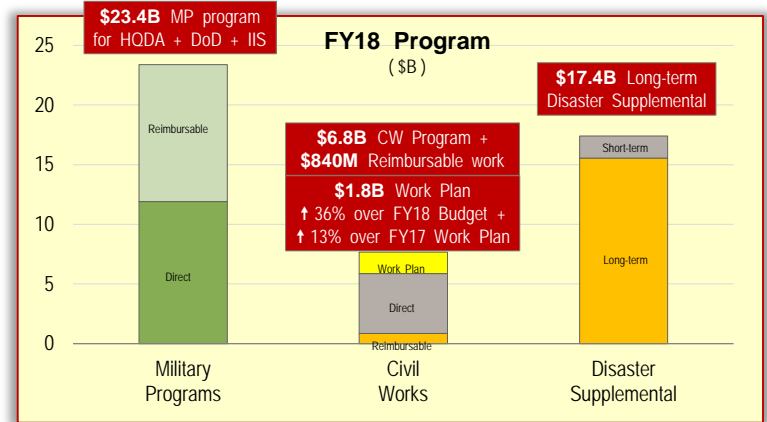 $23.4B MP program
for HQDA + DoD + IIS
FY18 Program
( $B )
$17.4B Long-term
Disaster Supplemental
$6.8B CW Program +
$840M Reimbursable work
$1.8B Work Plan
↑ 36% over FY18 Budget +
↑ 13% over FY17 Work Plan
25
20
15
10
5
0
Reimbursable
Direct
Work Plan
Direct
Reimbursable
Short-term
Long-term
Military
Programs
Civil
Works
Disaster
Supplemental